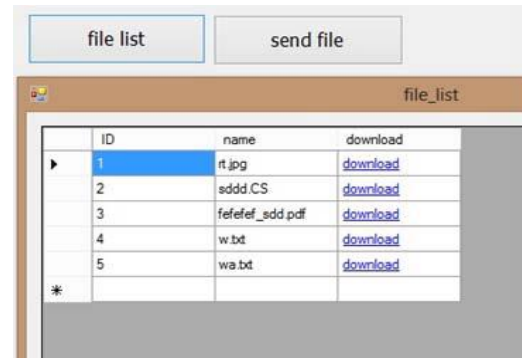 file list send file
file_list
ID name download
1 rt.jpg download
2 sddd.CS download
3 fefefef_sdd.pdf download
4 w.txt download
5 wa.txt download